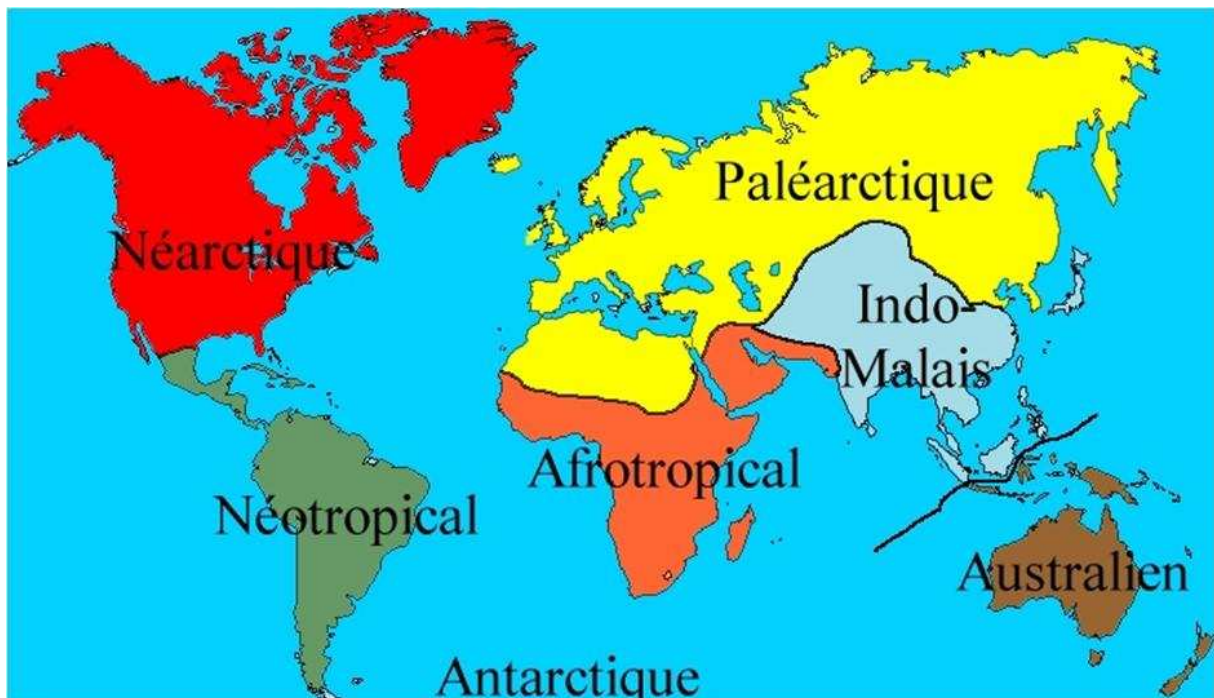 Paléarctique
Néarctique
Indo-
Malais
Afrotropical
Néotropical
Australien
Antarctique